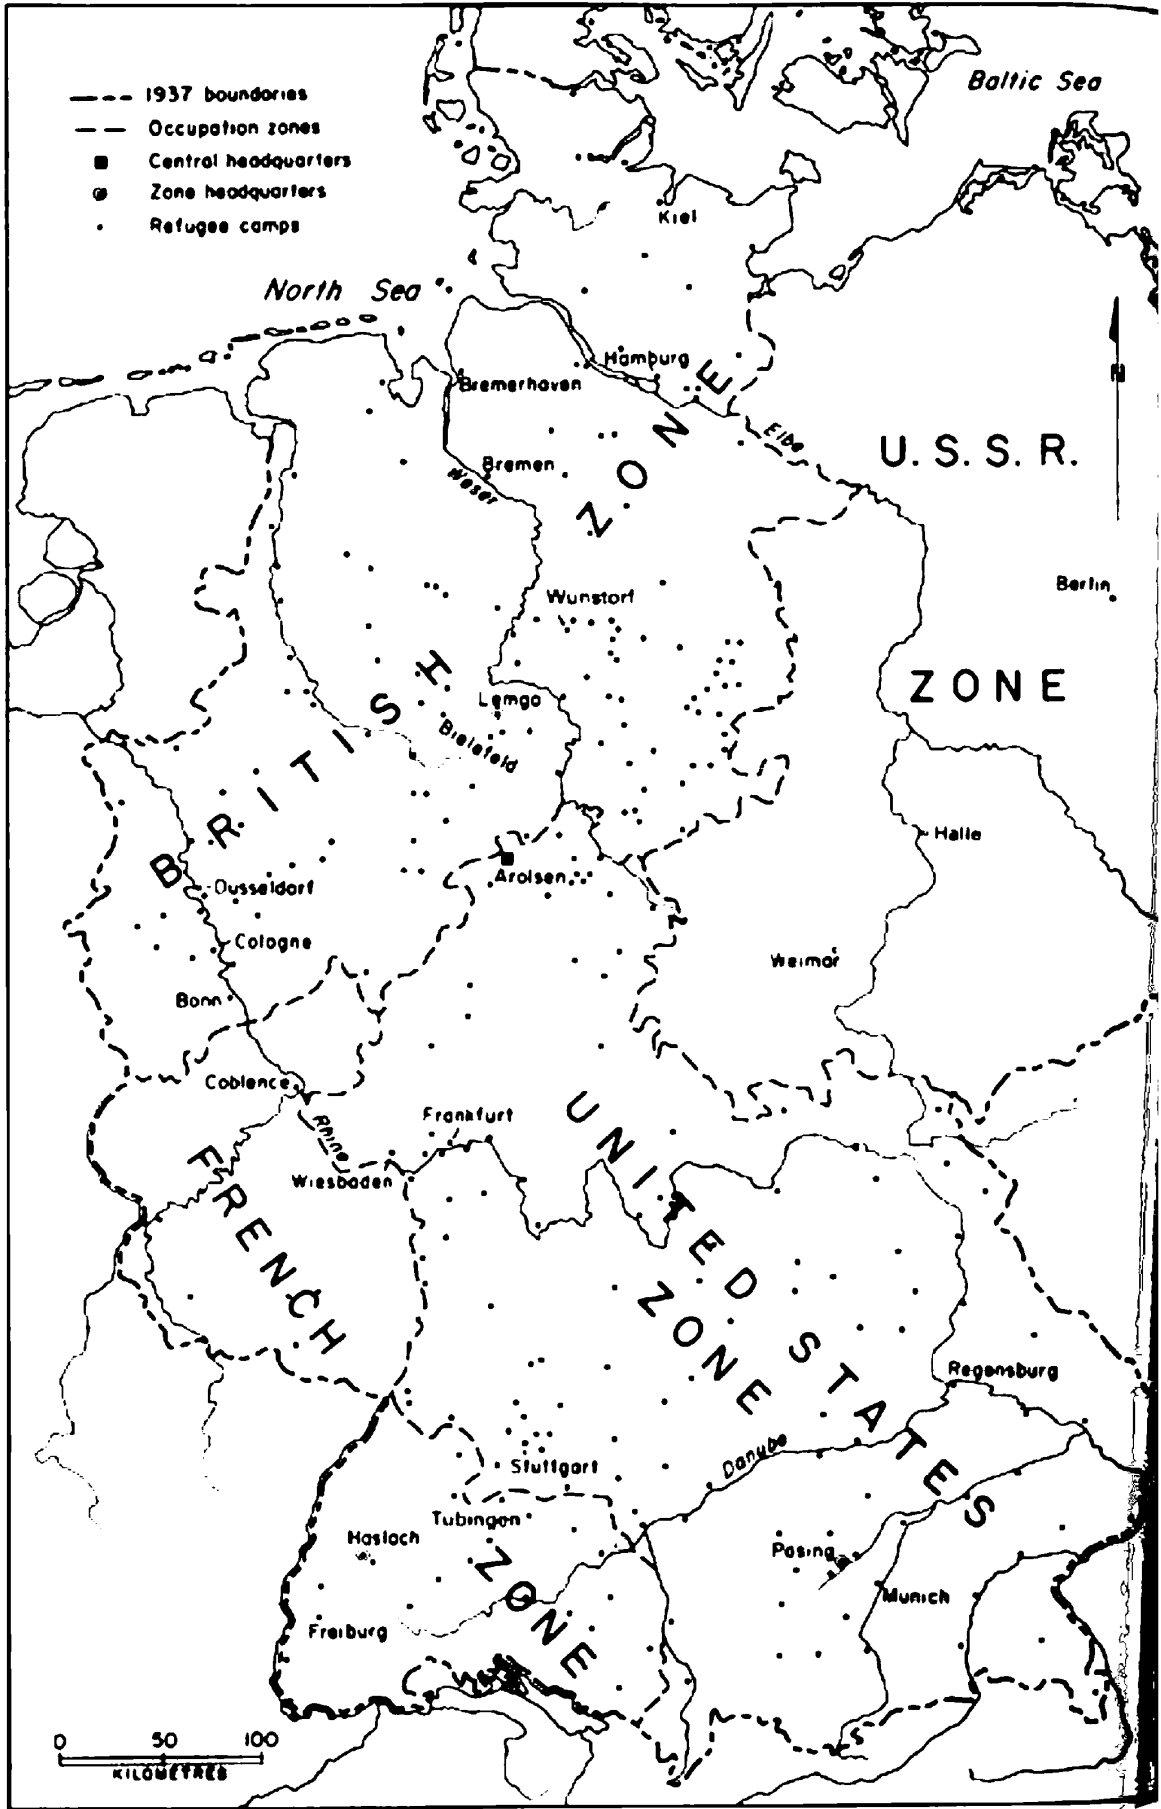 1937 boundaries
Occupation zones
Central headquarters
Zone headquarters
Refugee camps
Baltic Sea
Kiel
North Sea
Hamburg
Bremerhaven
Elbe
N
U.S.S.R.
ZONE
Bremen
Weser
BRITISH ZONE
Wunstorf
Berlin
Lemgo
Bielefeld
Halle
Arolsen
Dusseldorf
Cologne
Weimar
Bonn
Coblence
Rhine
Frankfurt
Wiesbaden
UNITED STATES
ZONE
FRENCH
ZONE
Regensburg
Danube
Stuttgart
Tubingen
Haslach
Pasing
Munich
Freiburg
0 50 100
KILOMETRES